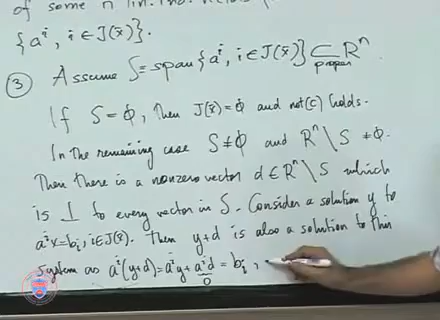 of some n lin. ind. vectors
{aⁱ, i ∈ J(x̄)}.
③ Assume S = span{aⁱ, i ∈ J(x̄)} ⊂ Rⁿ
proper
If S = ϕ, Then J(x̄) = ϕ and not(c) holds.
In the remaining case S ≠ ϕ and Rⁿ \ S ≠ ϕ.
Then there is a nonzero vector d ∈ Rⁿ \ S which
is ⊥ to every vector in S. Consider a solution y to
aⁱx = bᵢ, i ∈ J(x̄). Then y+d is also a solution to this
system as aⁱ(y+d) = aⁱy + aⁱd = bᵢ,
0